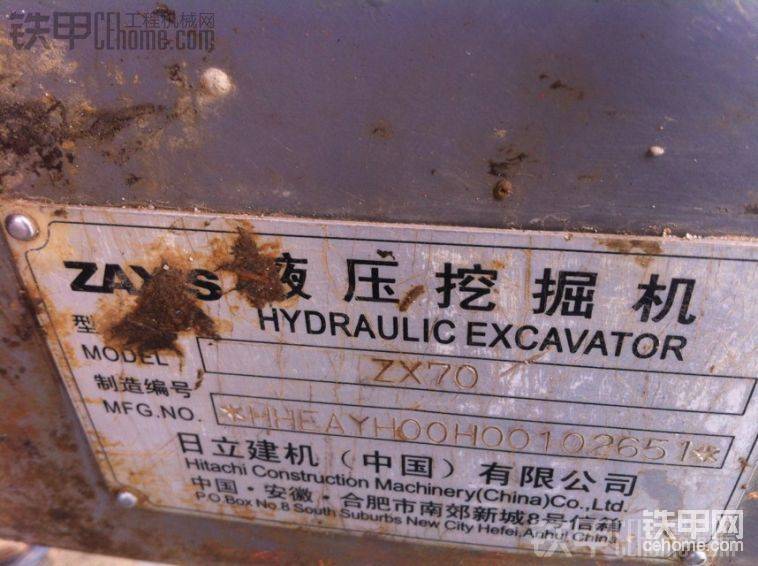 铁甲 工程机械网
CEhome.com
液压挖掘机
HYDRAULIC EXCAVATOR
型
MODEL ZX70
制造编号
MFG.NO. *HHEAYH00H00102651*
日立建机（中国）有限公司
Hitachi Construction Machinery(China)Co.,Ltd.
中国·安徽·合肥市南郊新城8号信箱
P.O.Box No.8 South Suburbs New City Hefei,Anhui China
铁甲网
cehome.com